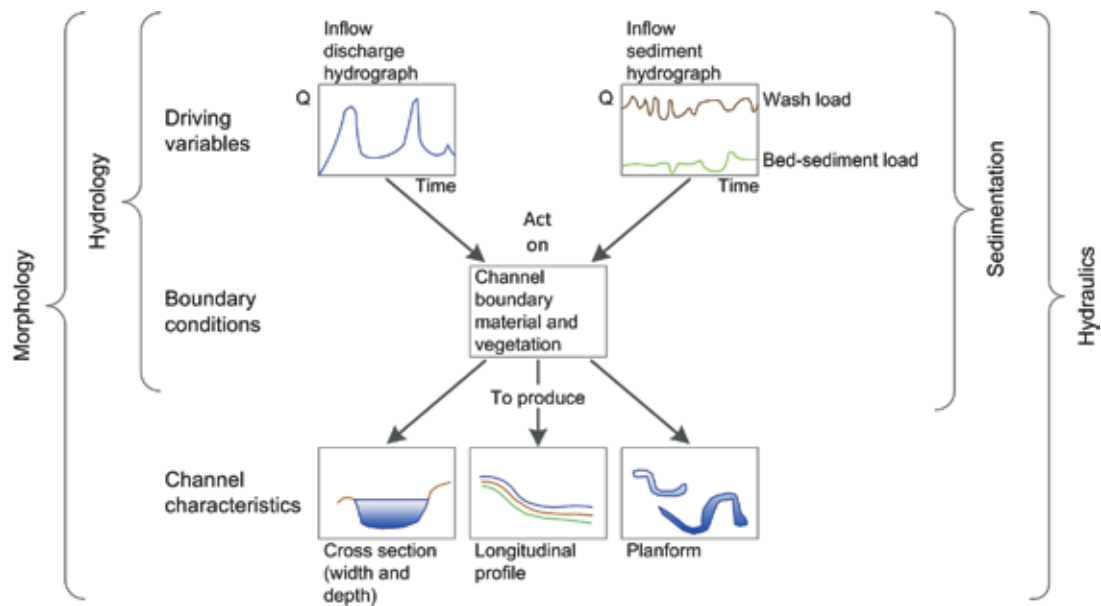 Inflow
discharge
hydrograph
Inflow
sediment
hydrograph
Q
Q
Wash load
Driving
variables
Bed-sediment load
Time
Time
Morphology
Hydrology
Sedimentation
Hydraulics
Act
on
Channel
boundary
material and
vegetation
Boundary
conditions
To produce
Channel
characteristics
Cross section
(width and
depth)
Longitudinal
profile
Planform